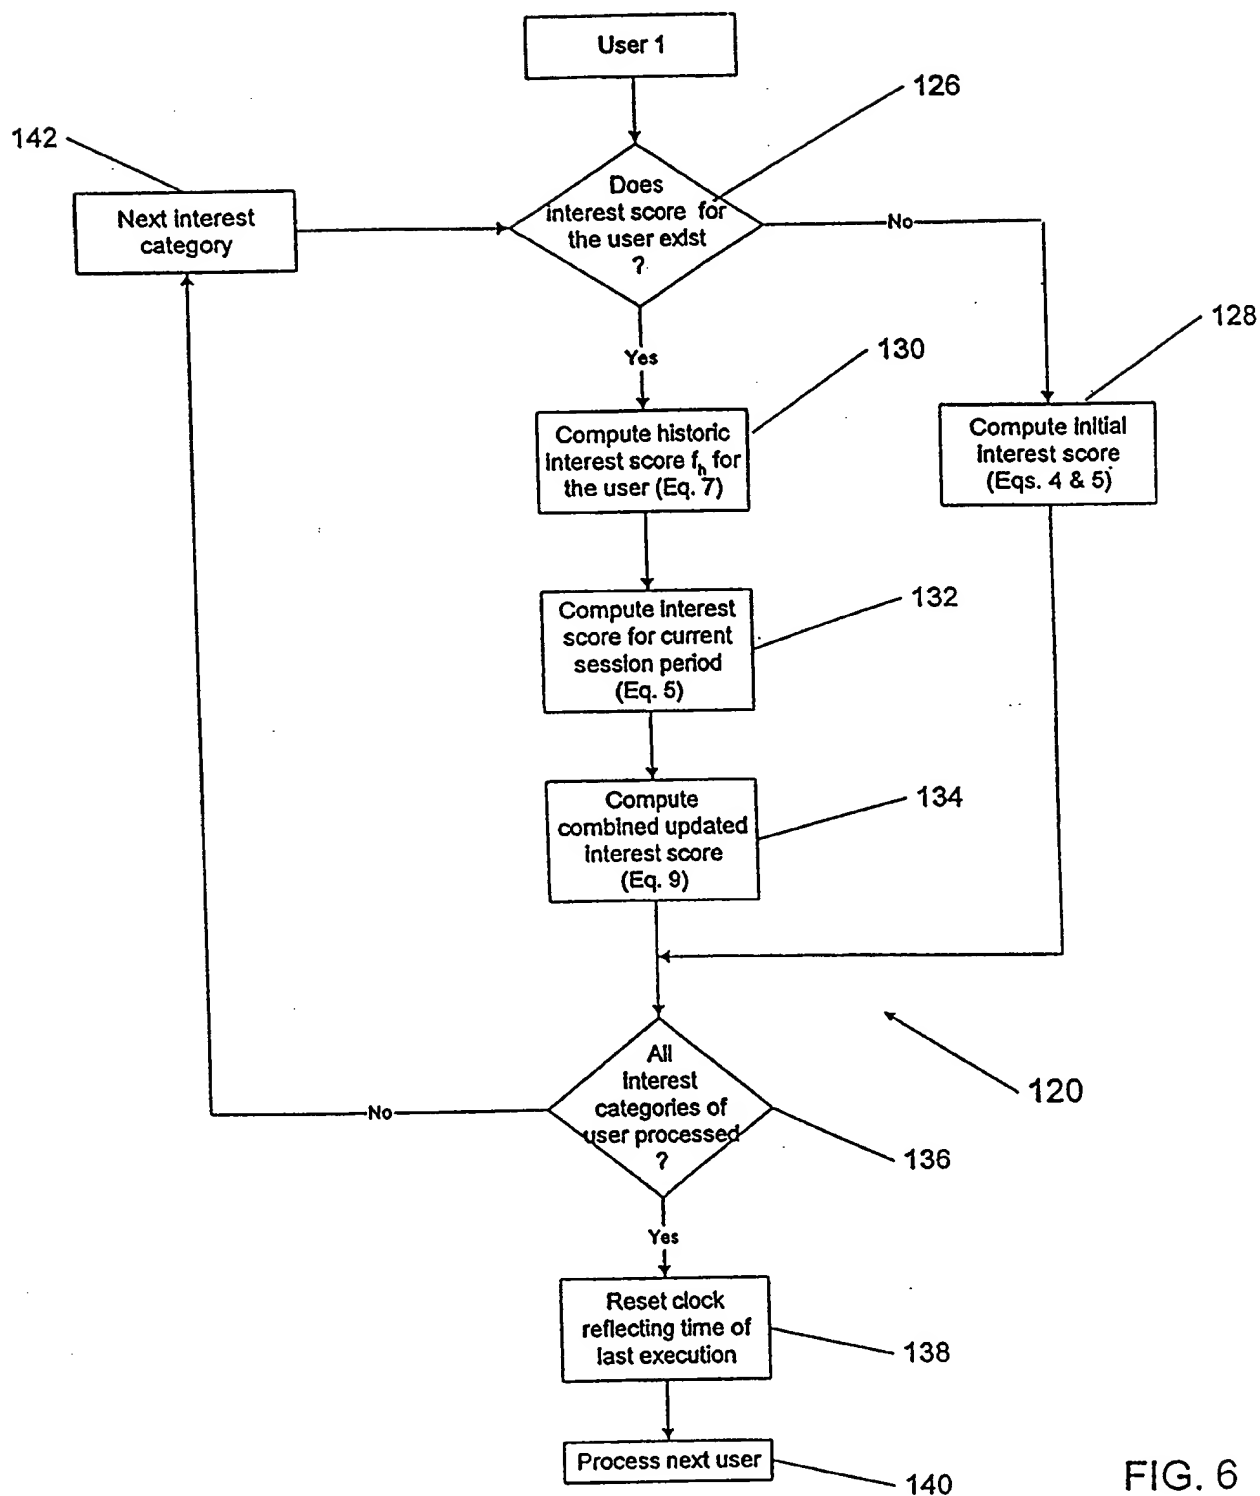 User 1
126
142
Does
interest score for
the user exist
?
Next interest
category
No
128
Yes
130
Compute historic
interest score fh for
the user (Eq. 7)
Compute initial
interest score
(Eqs. 4 & 5)
132
Compute interest
score for current
session period
(Eq. 5)
134
Compute
combined updated
interest score
(Eq. 9)
All
interest
categories of
user processed
?
120
No
136
Yes
Reset clock
reflecting time of
last execution
138
Process next user
140
FIG. 6